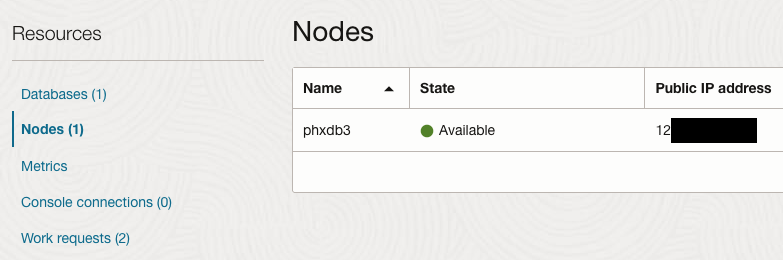 Resources
Databases (1)
Nodes (1)
Metrics
Console connections (0)
Work requests (2)
Nodes
Name State Public IP address
phxdb3 Available 12